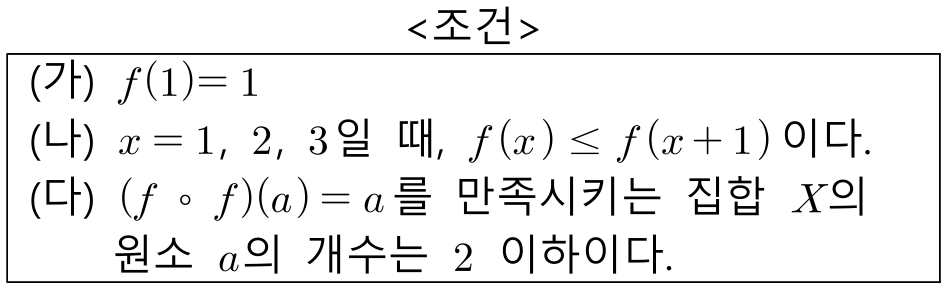 <조건>
(가) f(1)= 1
(나) x = 1, 2, 3일 때, f(x) ≤ f(x+1)이다.
(다) (f ∘ f)(a) = a를 만족시키는 집합 X의
원소 a의 개수는 2 이하이다.